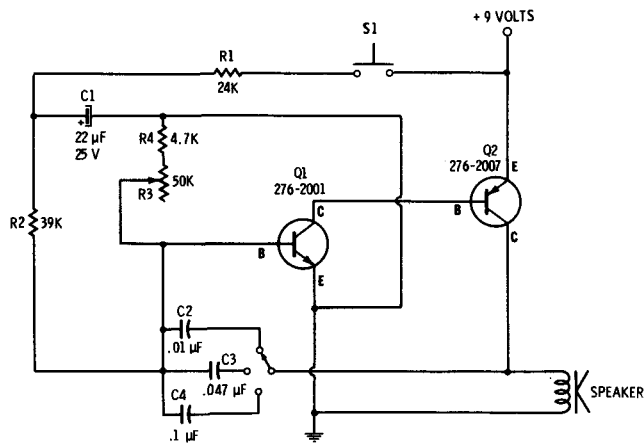 + 9 VOLTS
S1
R1
24K
C1
+
22 µF
25 V
R4
4.7K
R3
50K
Q1
276-2001
Q2
276-2007
E
C
B
C
R2
39K
B
E
C2
.01 µF
C3
.047 µF
C4
.1 µF
SPEAKER